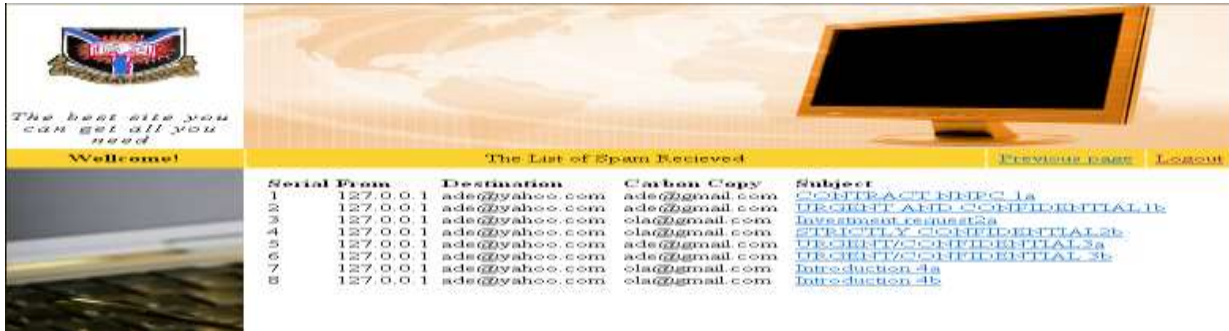 The best site you
can get all you
need
Wellcome!
The List of Spam Recieved
Previous page
Logout
Serial From Destination Carbon Copy Subject
1 127.0.0.1 ade@yahoo.com ade@gmail.com CONTRACT NNPC 1a
2 127.0.0.1 ade@yahoo.com ade@gmail.com URGENT AND CONFIDENTIAL1b
3 127.0.0.1 ade@yahoo.com ola@gmail.com Investment request2a
4 127.0.0.1 ade@yahoo.com ola@gmail.com STRICTLY CONFIDENTIAL2b
5 127.0.0.1 ade@yahoo.com ade@gmail.com URGENT/CONFIDENTIAL3a
6 127.0.0.1 ade@yahoo.com ade@gmail.com URGENT/CONFIDENTIAL 3b
7 127.0.0.1 ade@yahoo.com ola@gmail.com Introduction 4a
8 127.0.0.1 ade@yahoo.com ola@gmail.com Introduction 4b